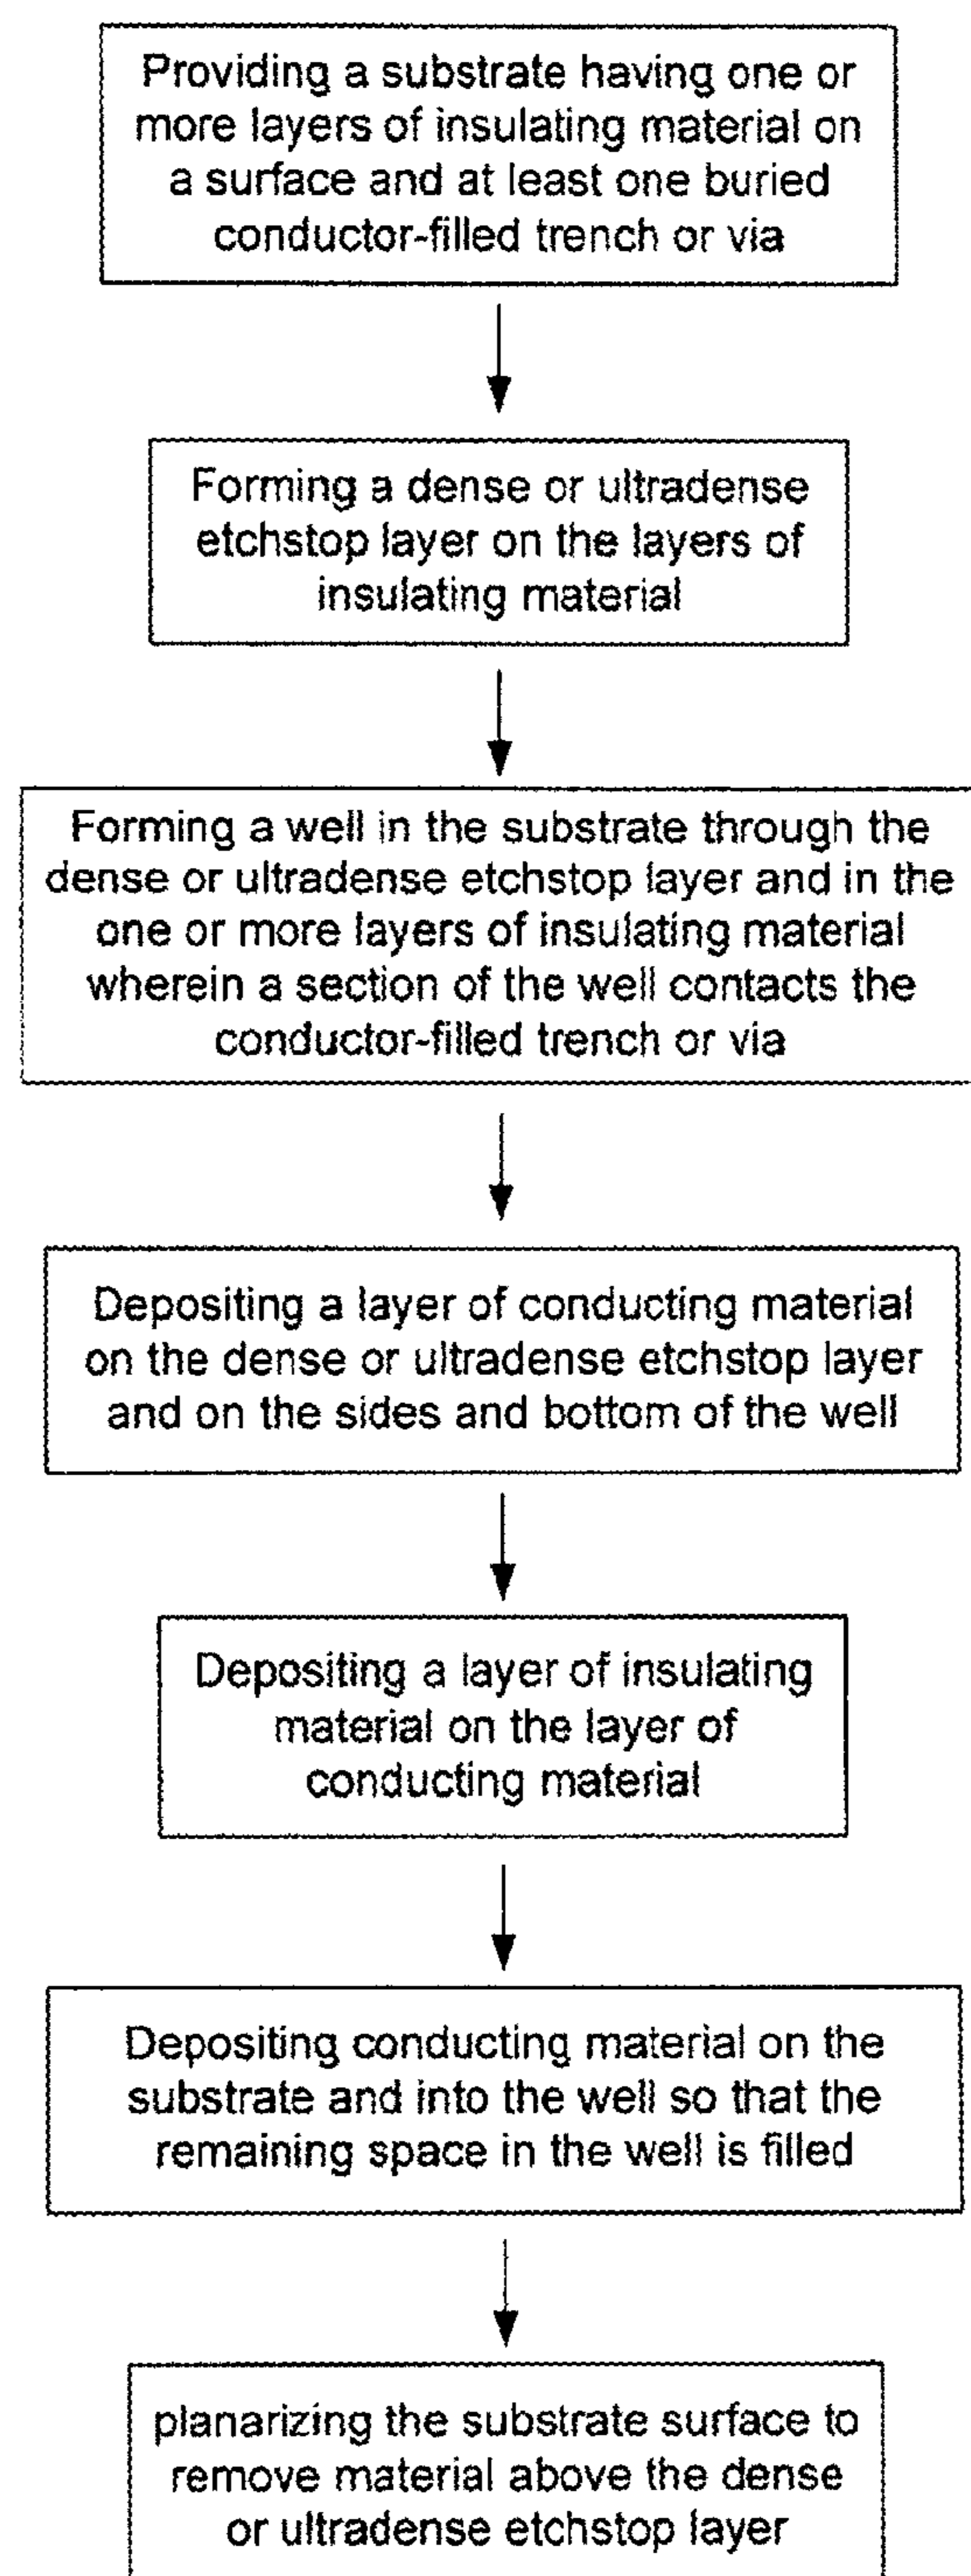 Providing a substrate having one or
more layers of insulating material on
a surface and at least one buried
conductor-filled trench or via
Forming a dense or ultradense
etchstop layer on the layers of
insulating material
Forming a well in the substrate through the
dense or ultradense etchstop layer and in the
one or more layers of insulating material
wherein a section of the well contacts the
conductor-filled trench or via
Depositing a layer of conducting material
on the dense or ultradense etchstop layer
and on the sides and bottom of the well
Depositing a layer of insulating
material on the layer of
conducting material
Depositing conducting material on the
substrate and into the well so that the
remaining space in the well is filled
planarizing the substrate surface to
remove material above the dense
or ultradense etchstop layer